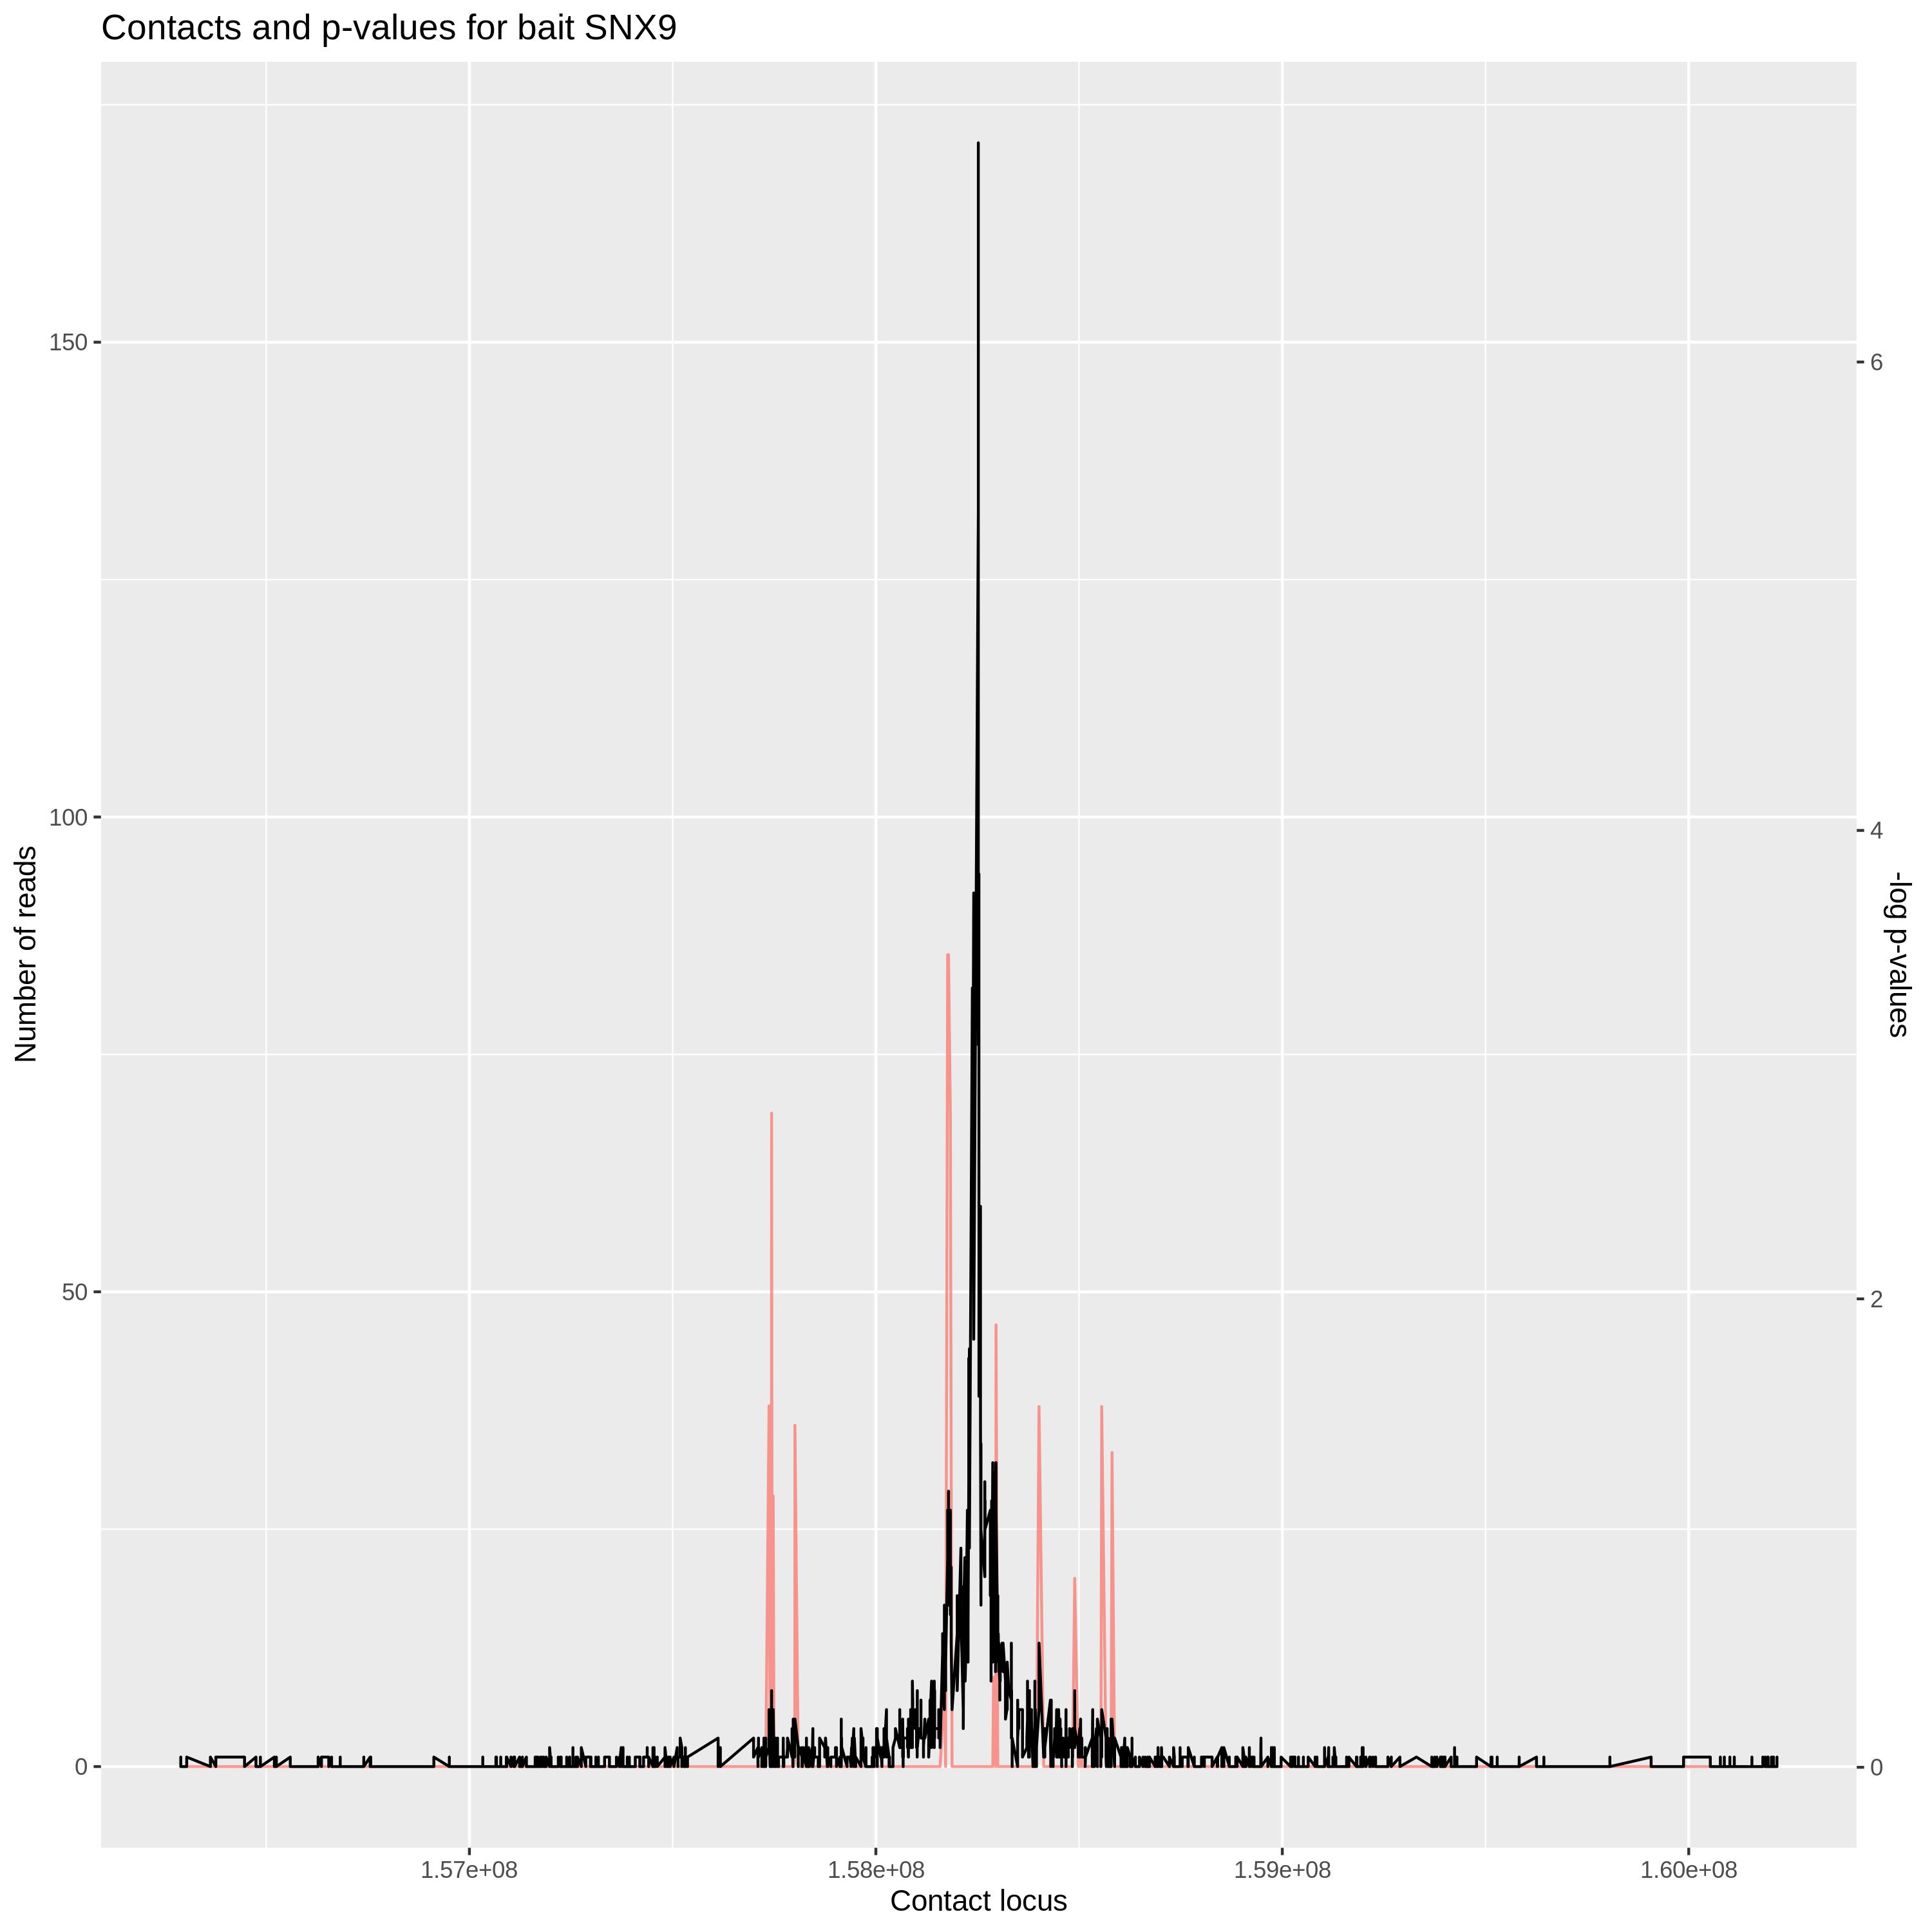 Contacts and p-values for bait SNX9
150
100
50
0
6
4
2
0
Number of reads
-log p-values
1.57e+08
1.58e+08
1.59e+08
1.60e+08
Contact locus